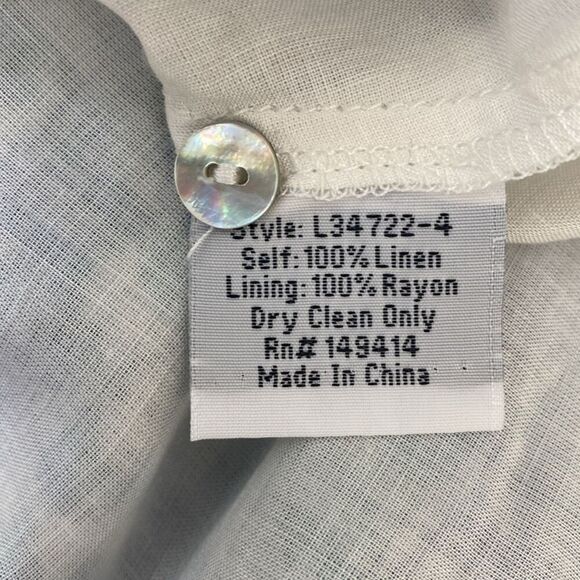 Style: L34722-4
Self: 100% Linen
Lining: 100% Rayon
Dry Clean Only
Rn# 149414
Made In China